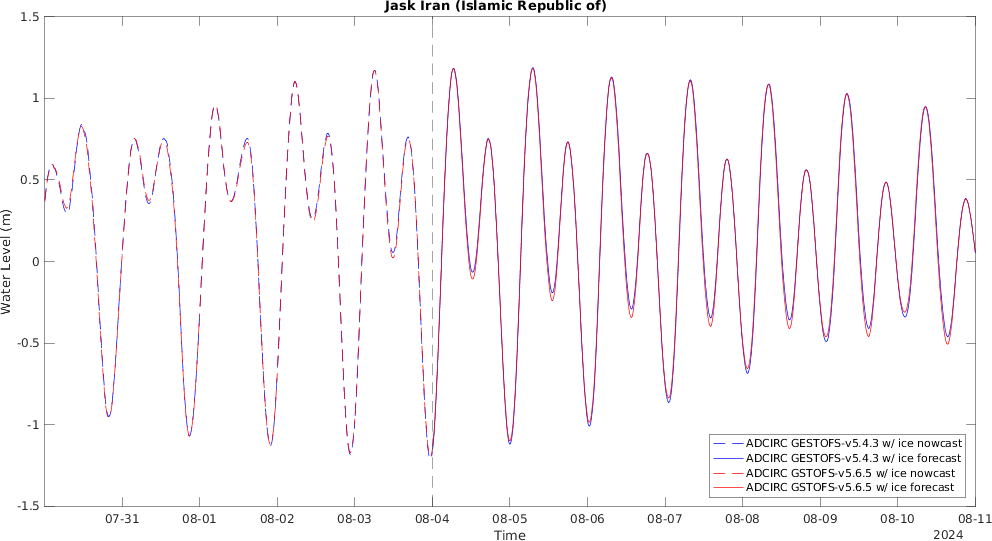 Jask Iran (Islamic Republic of)
Water Level (m)
1.5
1
0.5
0
-0.5
-1
-1.5
ADCIRC GESTOFS-v5.4.3 w/ ice nowcast
ADCIRC GESTOFS-v5.4.3 w/ ice forecast
ADCIRC GSTOFS-v5.6.5 w/ ice nowcast
ADCIRC GSTOFS-v5.6.5 w/ ice forecast
07-31 08-01 08-02 08-03 08-04 08-05 08-06 08-07 08-08 08-09 08-10 08-11
Time
2024